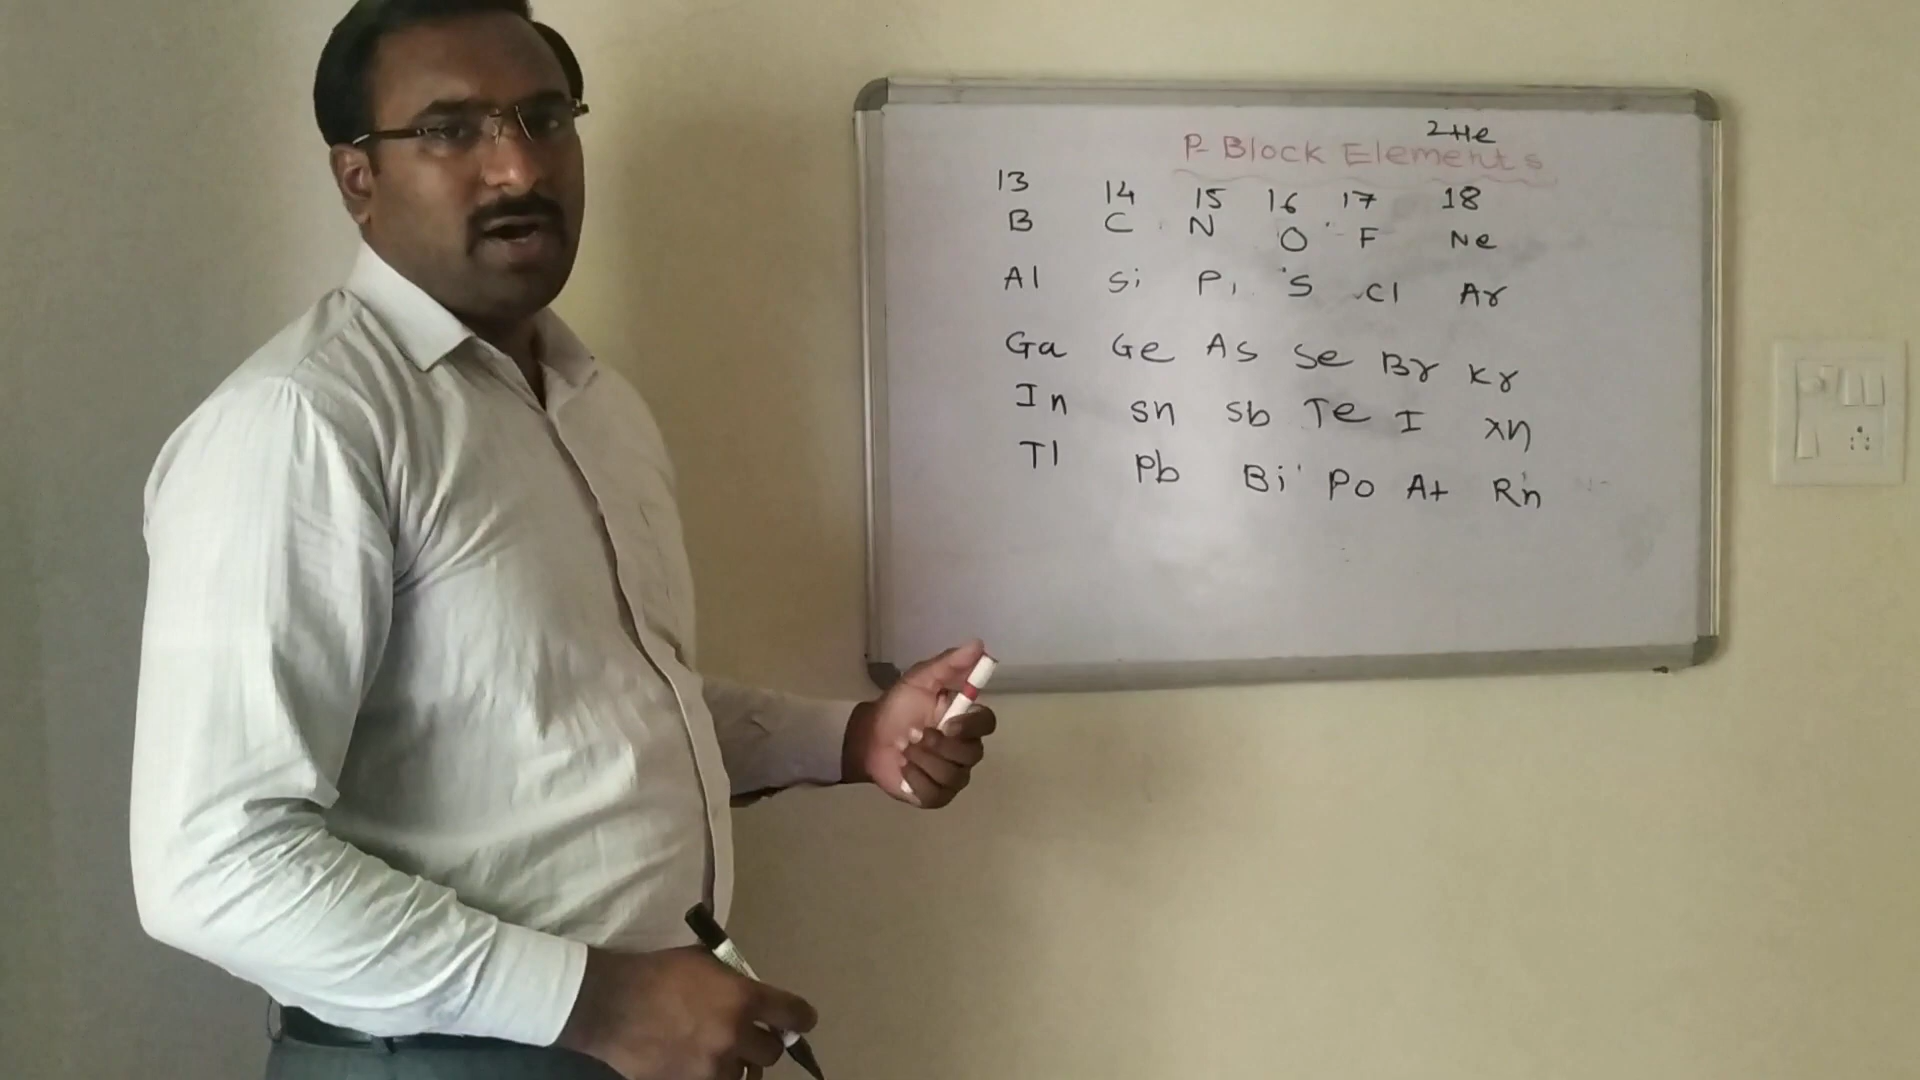 2He
P-Block Elements
13 14 15 16 17 18
B C N O F Ne
Al Si P S Cl Ar
Ga Ge As Se Br Kr
In Sn Sb Te I Xn
Tl Pb Bi Po At Rn